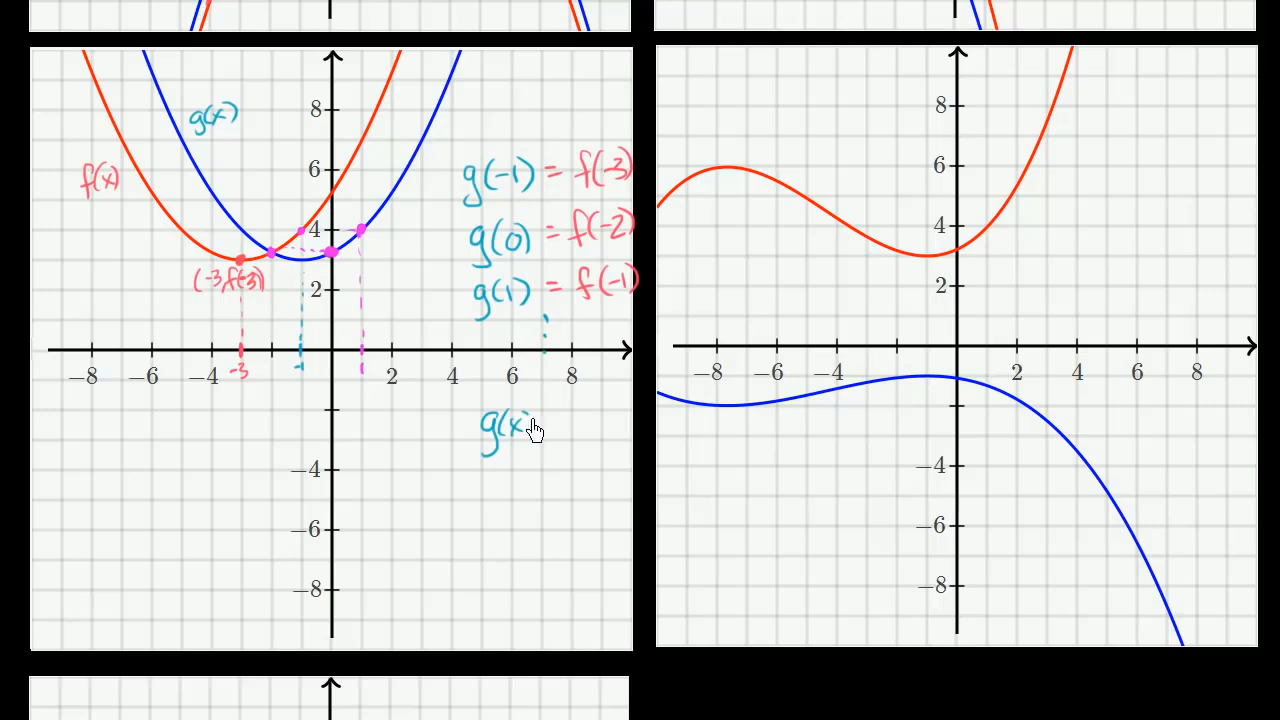 8
g(x)
6
f(x)
g(-1) = f(-3)
4
g(0) = f(-2)
(-3, f(-3))
2
g(1) = f(-1)
−8 −6 −4 -3 -1 2 4 6 8
g(x)
−4
−6
−8
8
6
4
2
−8 −6 −4 2 4 6 8
−4
−6
−8